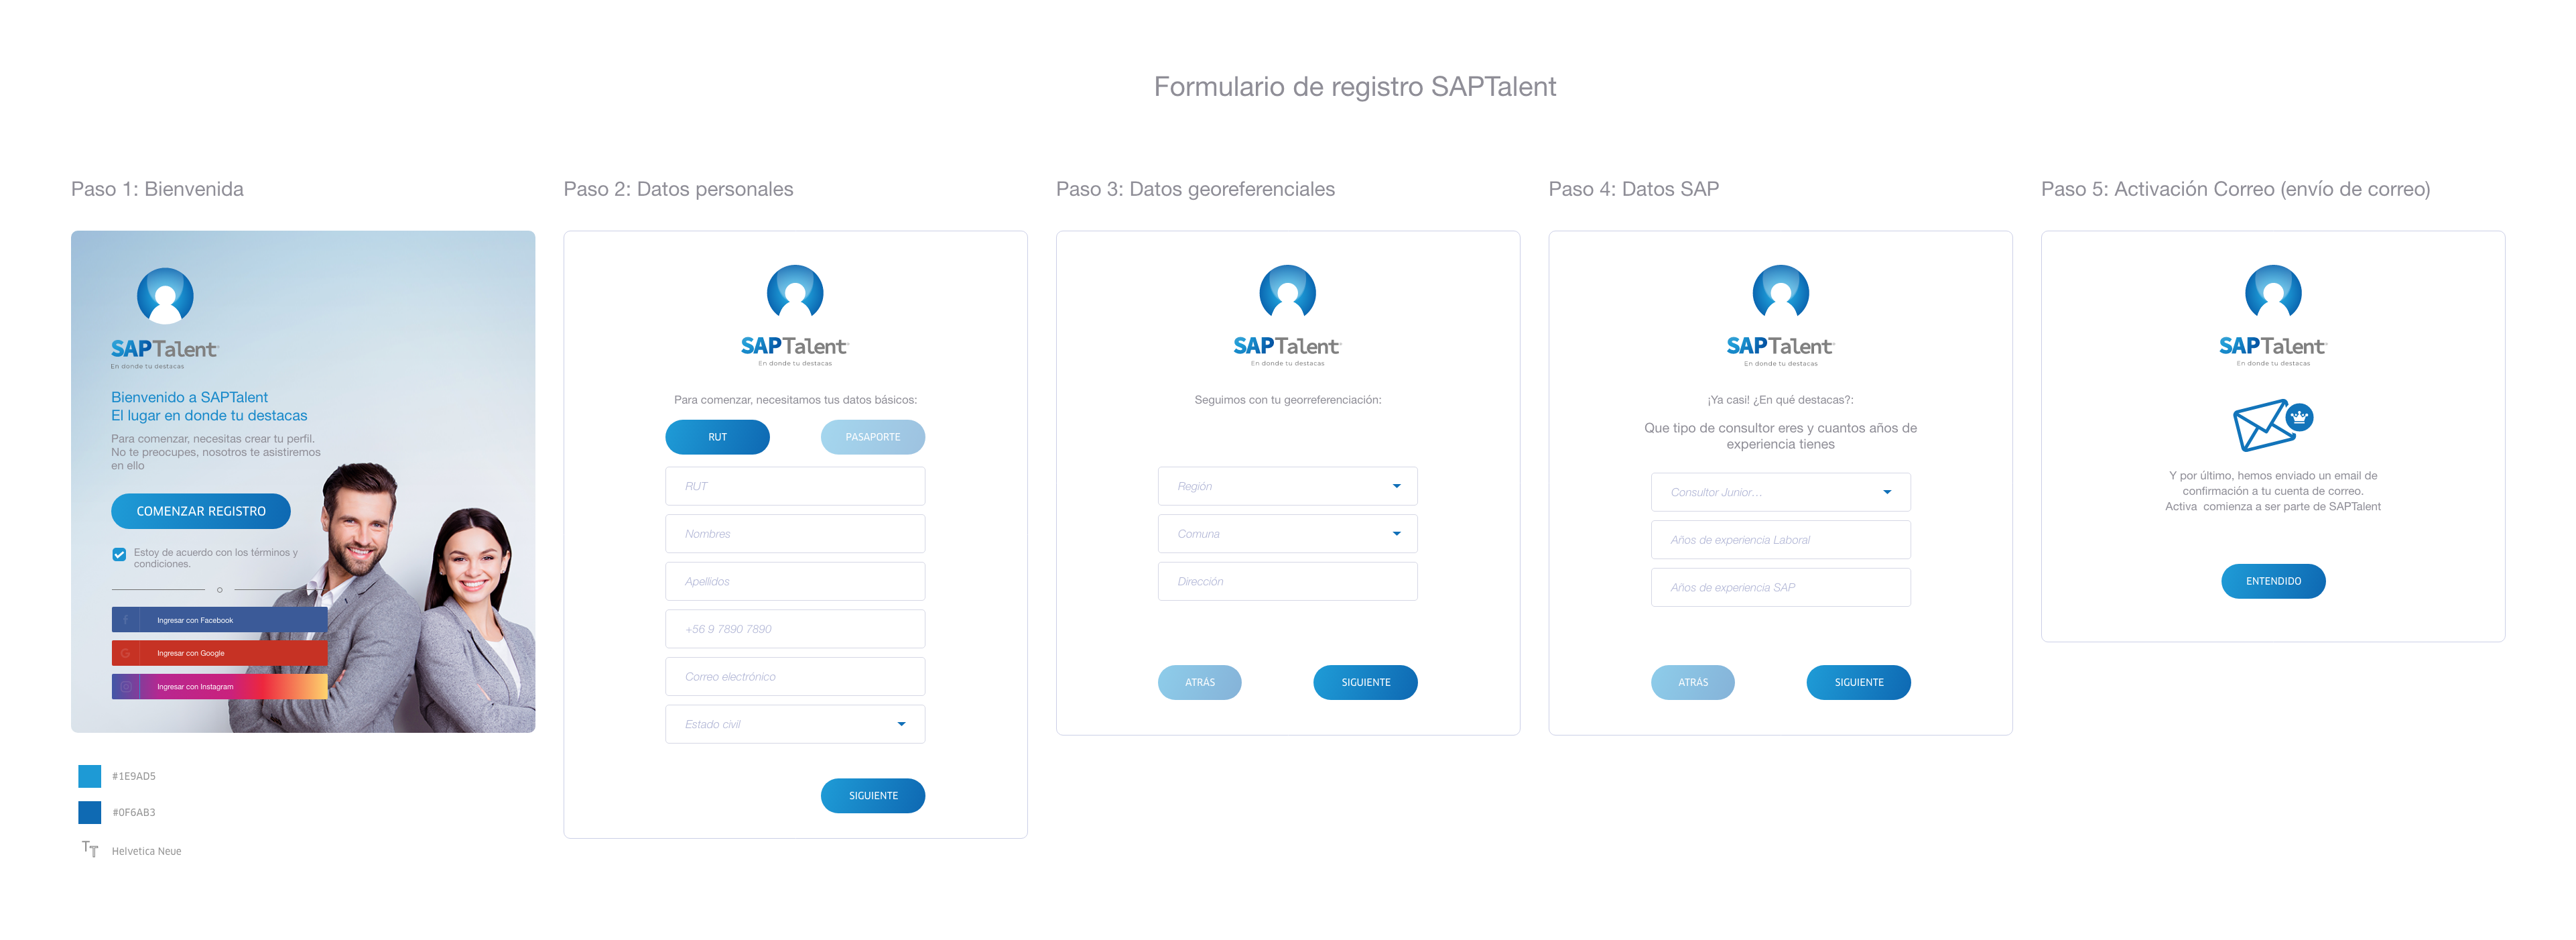 Formulario de registro SAPTalent
Paso 1: Bienvenida
SAPTalent
En donde tu destacas
Bienvenido a SAPTalent
El lugar en donde tu destacas
Para comenzar, necesitas crear tu perfil.
No te preocupes, nosotros te asistiremos
en ello
COMENZAR REGISTRO
Estoy de acuerdo con los términos y
condiciones.
O
Ingresar con Facebook
Ingresar con Google
Ingresar con Instagram
#1E9AD5
#0F6AB3
Helvetica Neue
Paso 2: Datos personales
SAPTalent
En donde tu destacas
Para comenzar, necesitamos tus datos básicos:
RUT
PASAPORTE
RUT
Nombres
Apellidos
+56 9 7890 7890
Correo electrónico
Estado civil
SIGUIENTE
Paso 3: Datos georeferenciales
SAPTalent
En donde tu destacas
Seguimos con tu georreferenciación:
Región
Comuna
Dirección
ATRÁS
SIGUIENTE
Paso 4: Datos SAP
SAPTalent
En donde tu destacas
¡Ya casi! ¿En qué destacas?:
Que tipo de consultor eres y cuantos años de
experiencia tienes
Consultor Junior...
Años de experiencia Laboral
Años de experiencia SAP
ATRÁS
SIGUIENTE
Paso 5: Activación Correo (envío de correo)
SAPTalent
En donde tu destacas
Y por último, hemos enviado un email de
confirmación a tu cuenta de correo.
Activa  comienza a ser parte de SAPTalent
ENTENDIDO